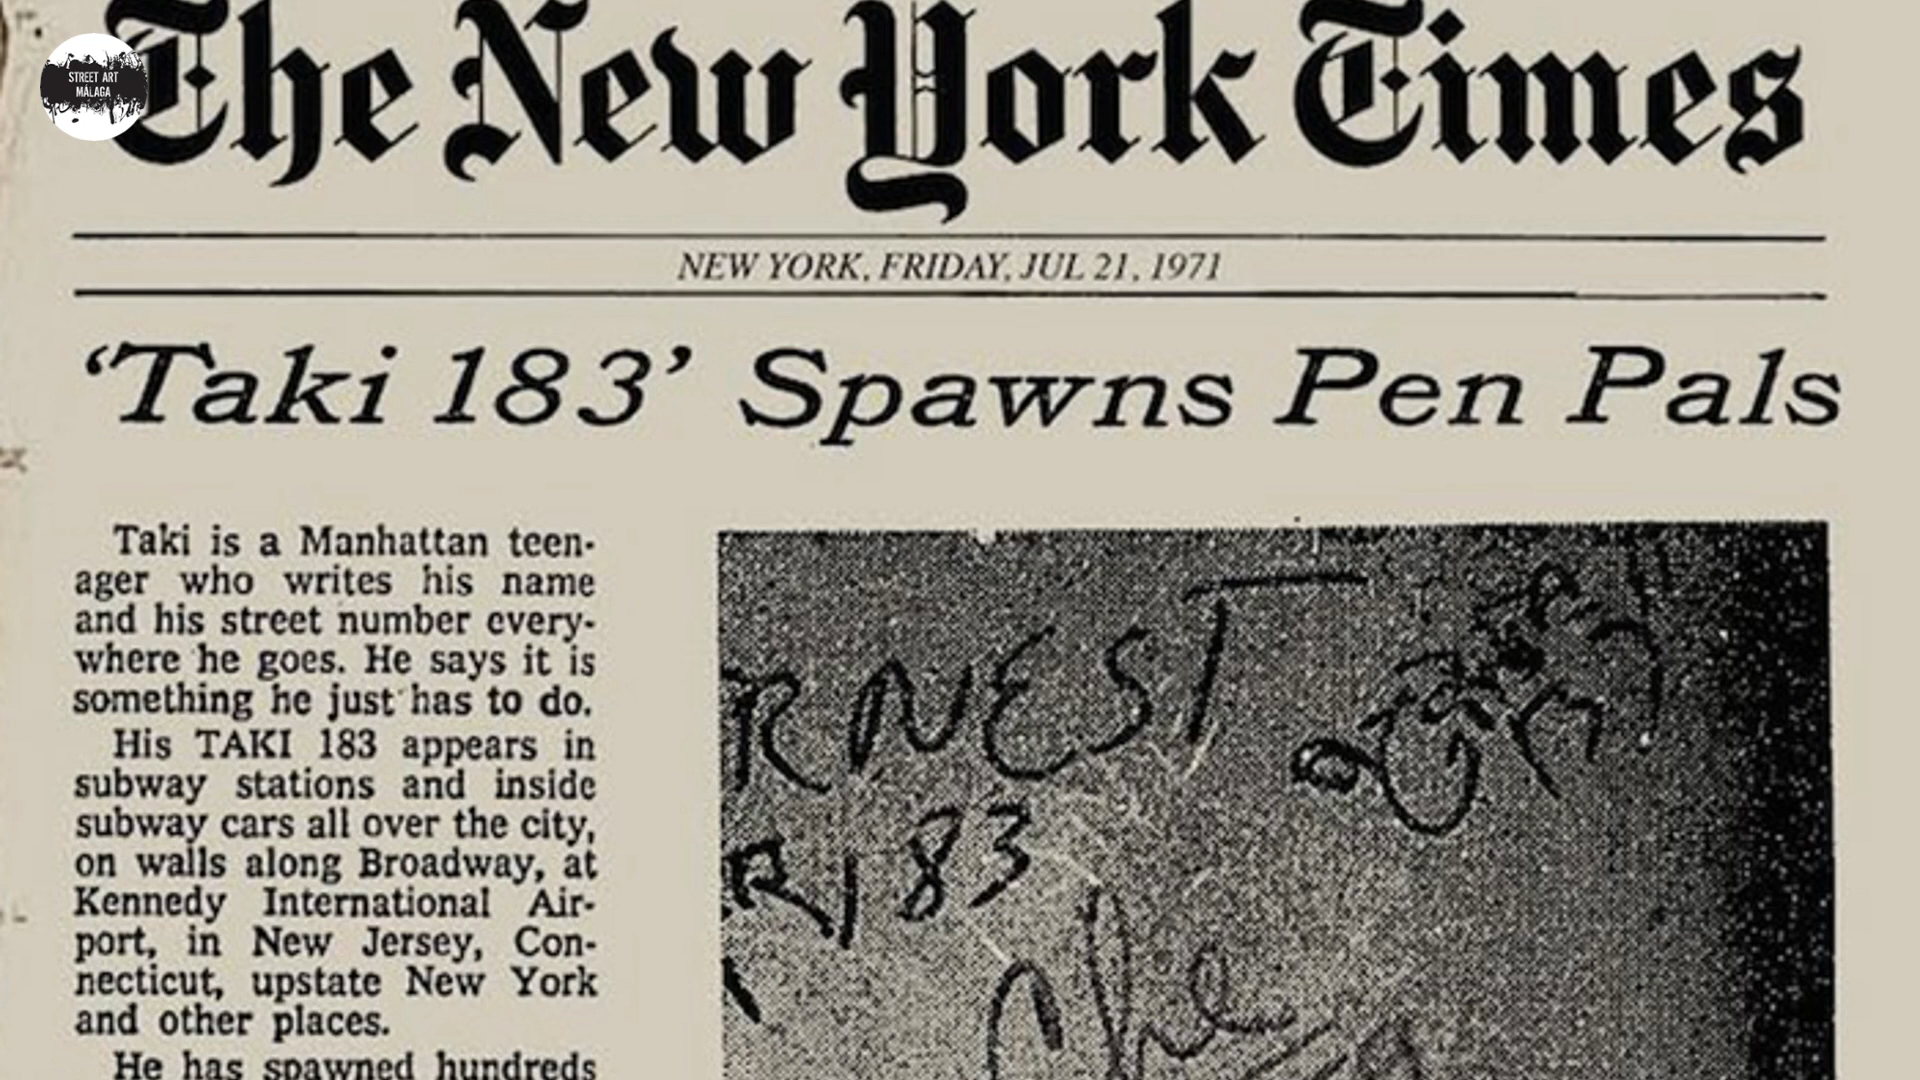 STREET ART
MÁLAGA
The New York Times
NEW YORK, FRIDAY, JUL 21, 1971
‘Taki 183’ Spawns Pen Pals
Taki is a Manhattan teen-
ager who writes his name
and his street number every-
where he goes. He says it is
something he just has to do.
His TAKI 183 appears in
subway stations and inside
subway cars all over the city,
on walls along Broadway, at
Kennedy International Air-
port, in New Jersey, Con-
necticut, upstate New York
and other places.
He has spawned hundreds
RNEST
R 183